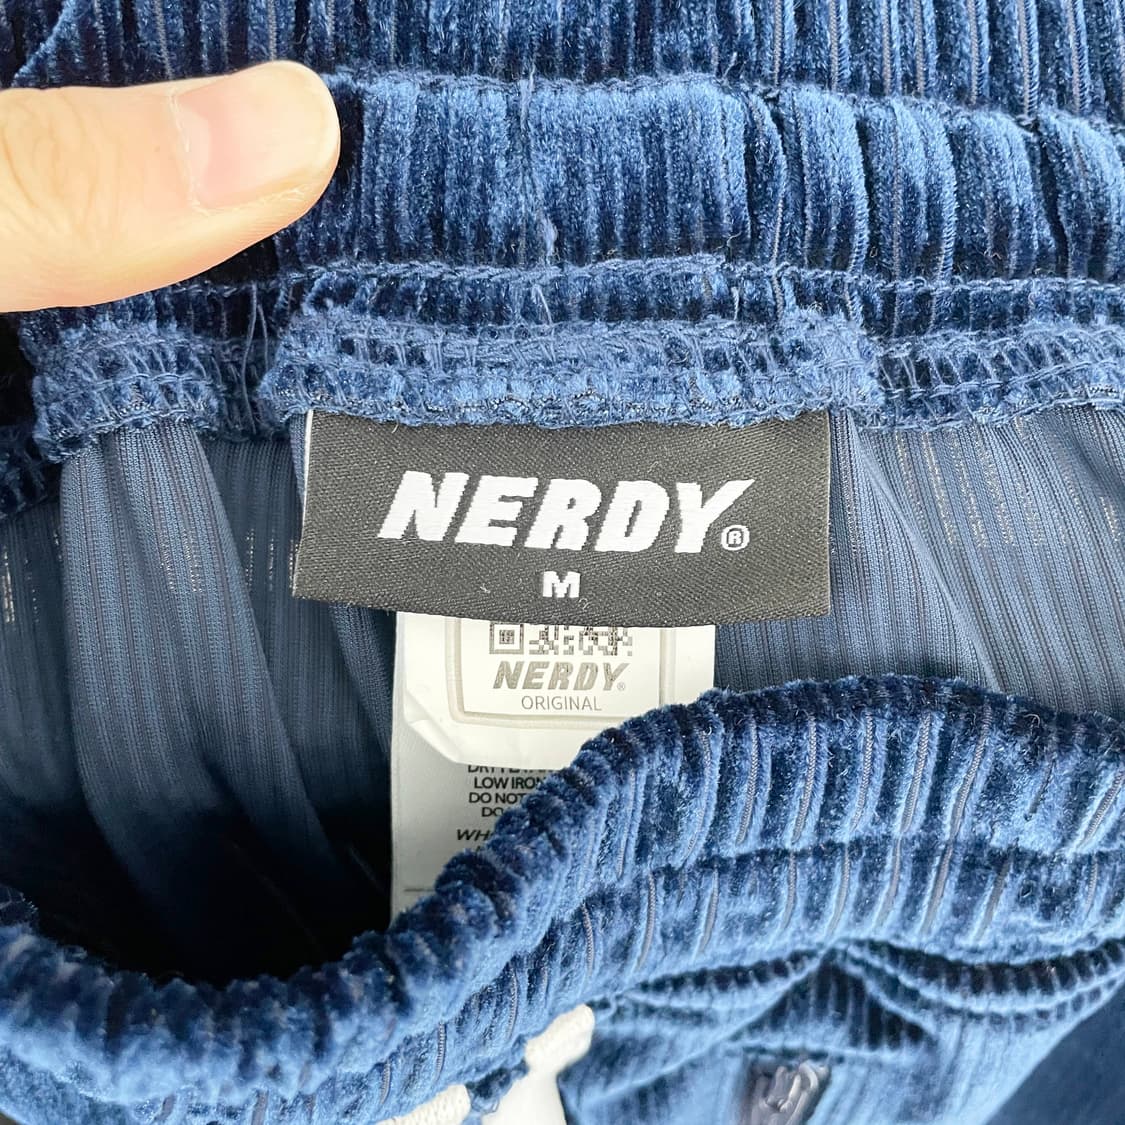 NERDY®
M
NERDY®
ORIGINAL
LOW IRON
DO NOT